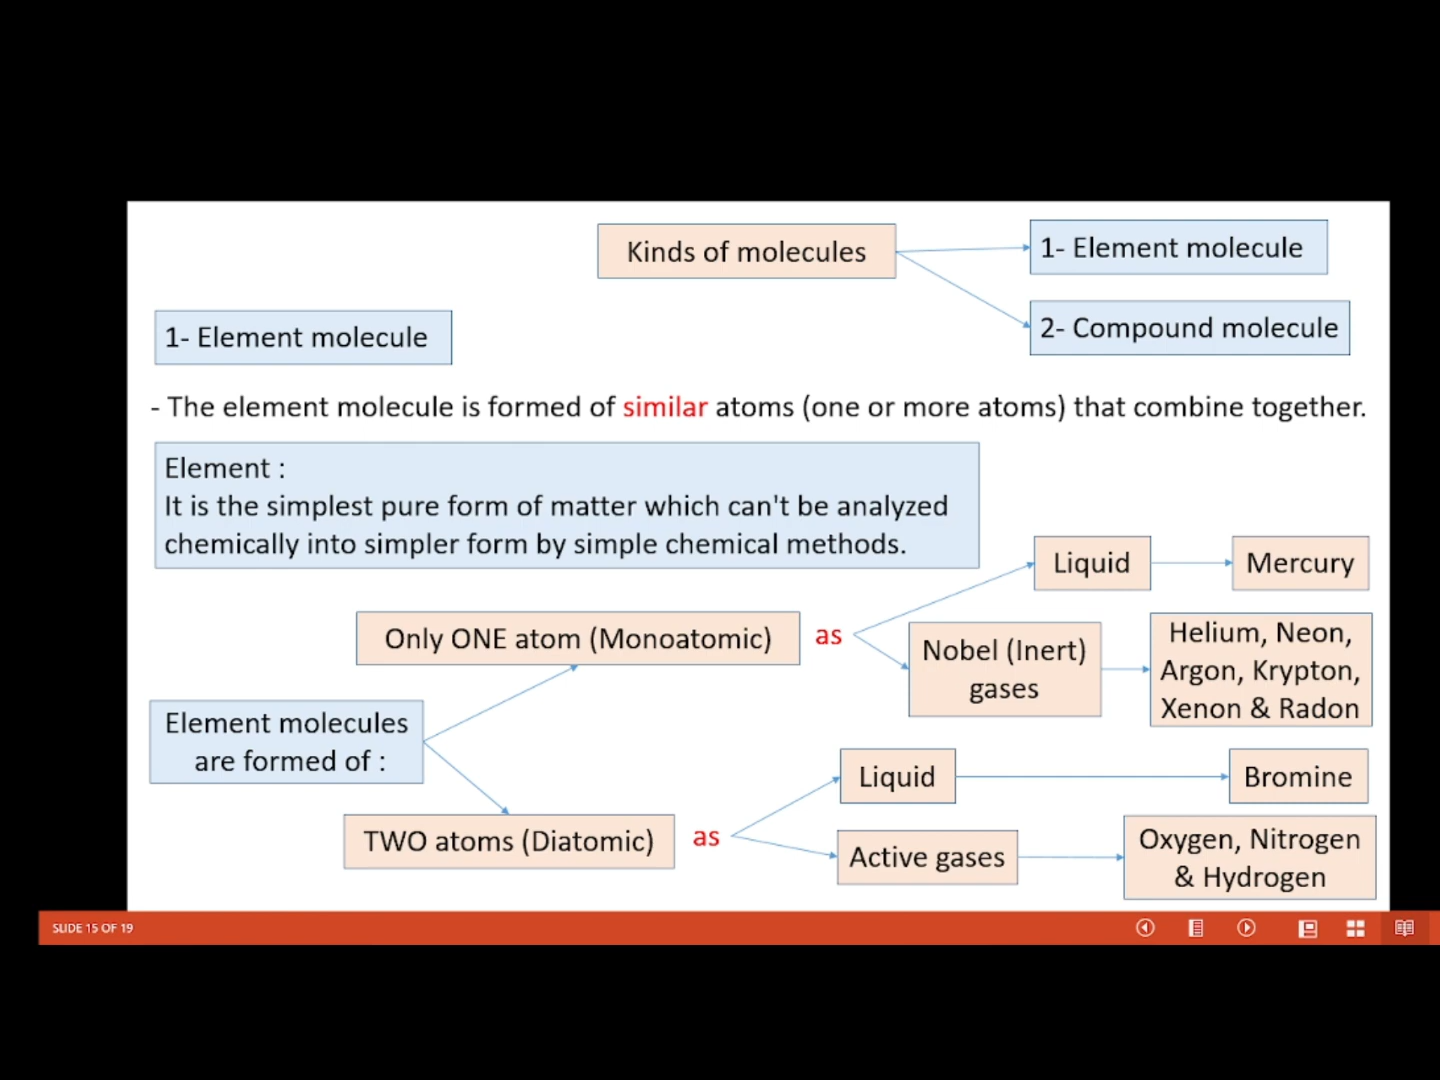 Kinds of molecules
1- Element molecule
2- Compound molecule
1- Element molecule
- The element molecule is formed of similar atoms (one or more atoms) that combine together.
Element :
It is the simplest pure form of matter which can't be analyzed
chemically into simpler form by simple chemical methods.
Liquid
Mercury
Only ONE atom (Monoatomic)
as
Nobel (Inert)
gases
Helium, Neon,
Argon, Krypton,
Xenon & Radon
Element molecules
are formed of :
Liquid
Bromine
TWO atoms (Diatomic)
as
Active gases
Oxygen, Nitrogen
& Hydrogen
SLIDE 15 OF 19